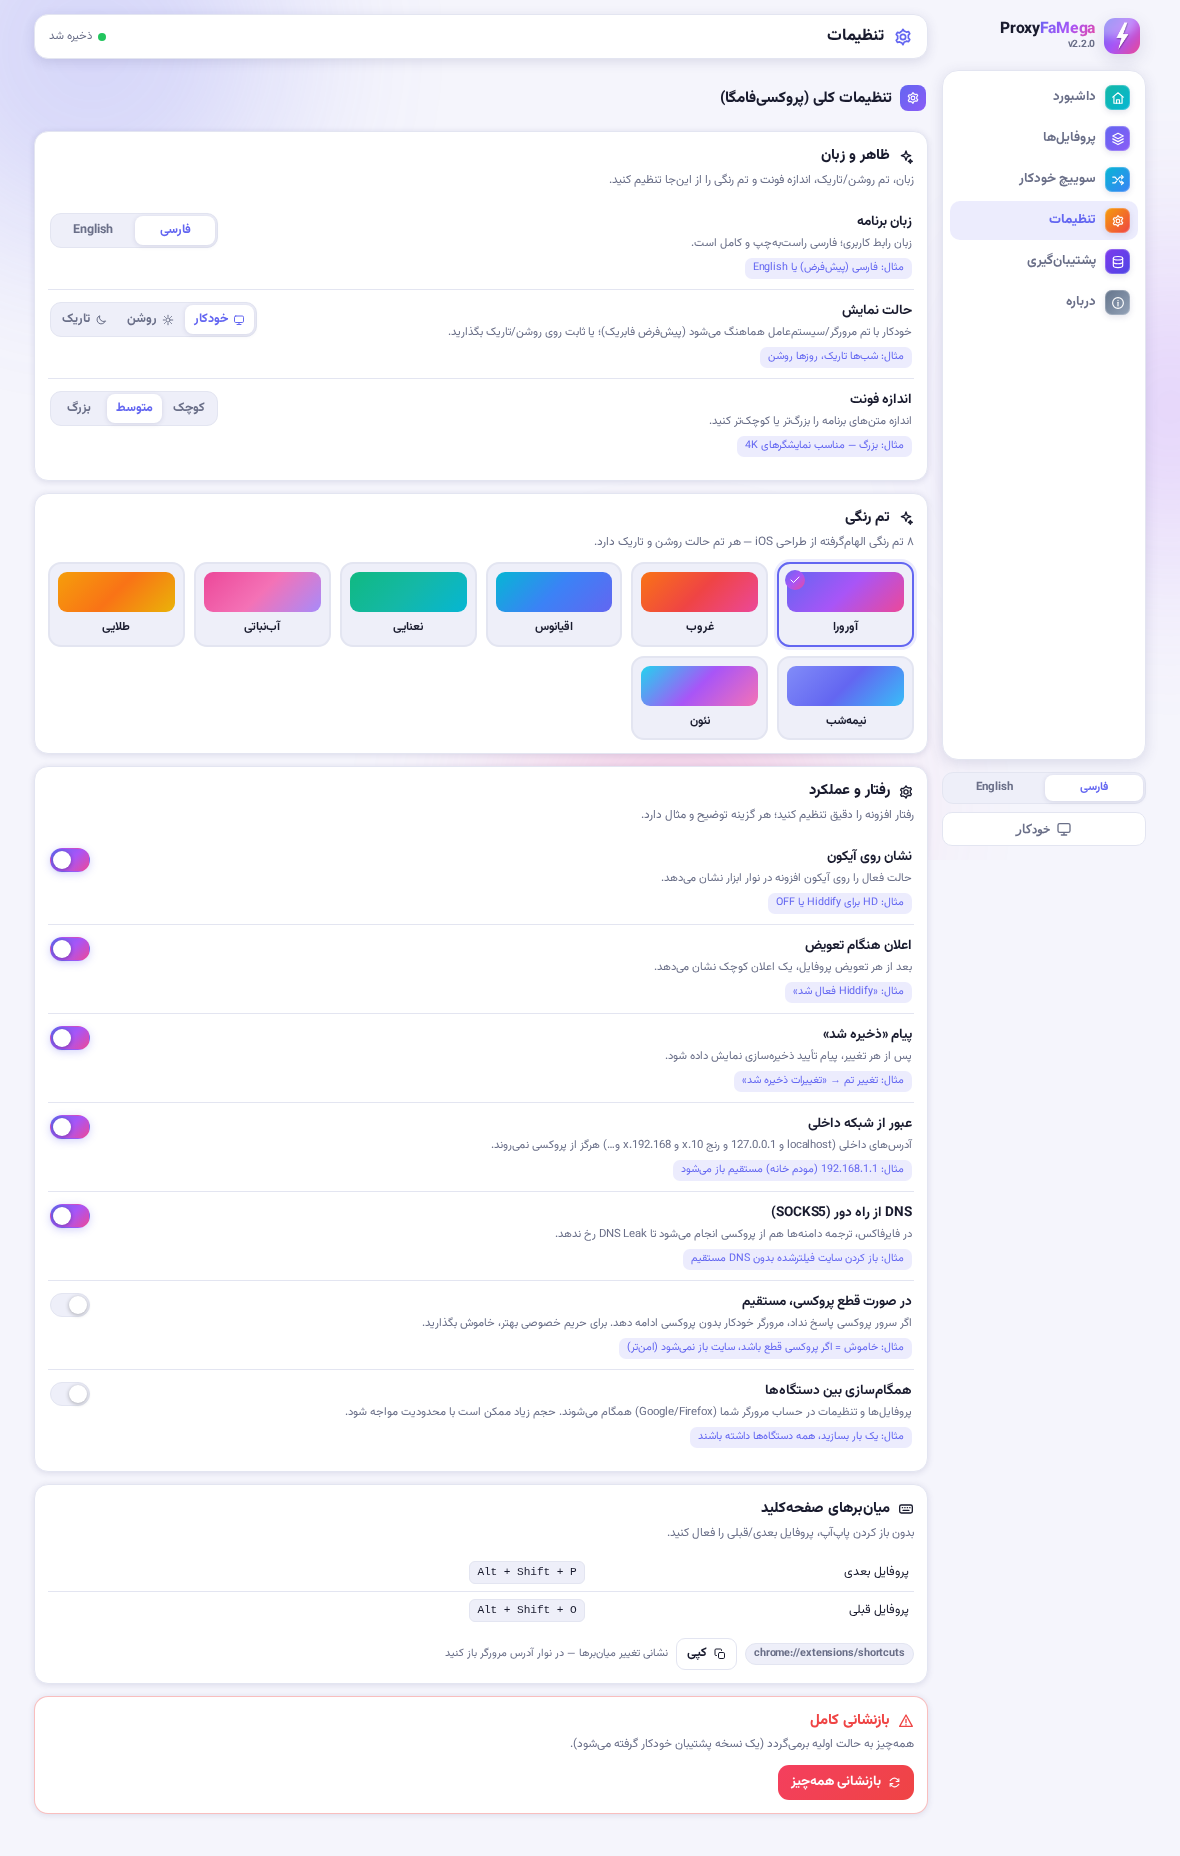 ProxyFaMega
v2.2.0
داشبورد
پروفایل‌ها
سوییچ خودکار
تنظیمات
پشتیبان‌گیری
درباره
فارسی
English
خودکار
تنظیمات
ذخیره شد
تنظیمات کلی (پروکسی‌فامگا)
ظاهر و زبان
زبان، تم روشن/تاریک، اندازه فونت و تم رنگی را از این‌جا تنظیم کنید.
زبان برنامه
زبان رابط کاربری؛ فارسی راست‌به‌چپ و کامل است.
مثال: فارسی (پیش‌فرض) یا English
فارسی
English
حالت نمایش
خودکار با تم مرورگر/سیستم‌عامل هماهنگ می‌شود (پیش‌فرض فابریک)؛ یا ثابت روی روشن/تاریک بگذارید.
مثال: شب‌ها تاریک، روزها روشن
خودکار
روشن
تاریک
اندازه فونت
اندازه متن‌های برنامه را بزرگ‌تر یا کوچک‌تر کنید.
مثال: بزرگ — مناسب نمایشگرهای 4K
کوچک
متوسط
بزرگ
تم رنگی
۸ تم رنگی الهام‌گرفته از طراحی iOS — هر تم حالت روشن و تاریک دارد.
آورورا
غروب
اقیانوس
نعنایی
آب‌نباتی
طلایی
نیمه‌شب
نئون
رفتار و عملکرد
رفتار افزونه را دقیق تنظیم کنید؛ هر گزینه توضیح و مثال دارد.
نشان روی آیکون
حالت فعال را روی آیکون افزونه در نوار ابزار نشان می‌دهد.
مثال: HD برای Hiddify یا OFF
اعلان هنگام تعویض
بعد از هر تعویض پروفایل، یک اعلان کوچک نشان می‌دهد.
مثال: «Hiddify فعال شد»
پیام «ذخیره شد»
پس از هر تغییر، پیام تأیید ذخیره‌سازی نمایش داده شود.
مثال: تغییر تم → «تغییرات ذخیره شد»
عبور از شبکه داخلی
آدرس‌های داخلی (localhost و 127.0.0.1 و رنج 10.x و 192.168.x و…) هرگز از پروکسی نمی‌روند.
مثال: 192.168.1.1 (مودم خانه) مستقیم باز می‌شود
DNS از راه دور (SOCKS5)
در فایرفاکس، ترجمه دامنه‌ها هم از پروکسی انجام می‌شود تا DNS Leak رخ ندهد.
مثال: باز کردن سایت فیلترشده بدون DNS مستقیم
در صورت قطع پروکسی، مستقیم
اگر سرور پروکسی پاسخ نداد، مرورگر خودکار بدون پروکسی ادامه دهد. برای حریم خصوصی بهتر، خاموش بگذارید.
مثال: خاموش = اگر پروکسی قطع باشد، سایت باز نمی‌شود (امن‌تر)
همگام‌سازی بین دستگاه‌ها
پروفایل‌ها و تنظیمات در حساب مرورگر شما (Google/Firefox) همگام می‌شوند. حجم زیاد ممکن است با محدودیت مواجه شود.
مثال: یک بار بسازید، همه دستگاه‌ها داشته باشند
میان‌برهای صفحه‌کلید
بدون باز کردن پاپ‌آپ، پروفایل بعدی/قبلی را فعال کنید.
پروفایل بعدی
Alt + Shift + P
پروفایل قبلی
Alt + Shift + O
chrome://extensions/shortcuts
کپی
نشانی تغییر میان‌برها — در نوار آدرس مرورگر باز کنید
بازنشانی کامل
همه‌چیز به حالت اولیه برمی‌گردد (یک نسخه پشتیبان خودکار گرفته می‌شود).
بازنشانی همه‌چیز